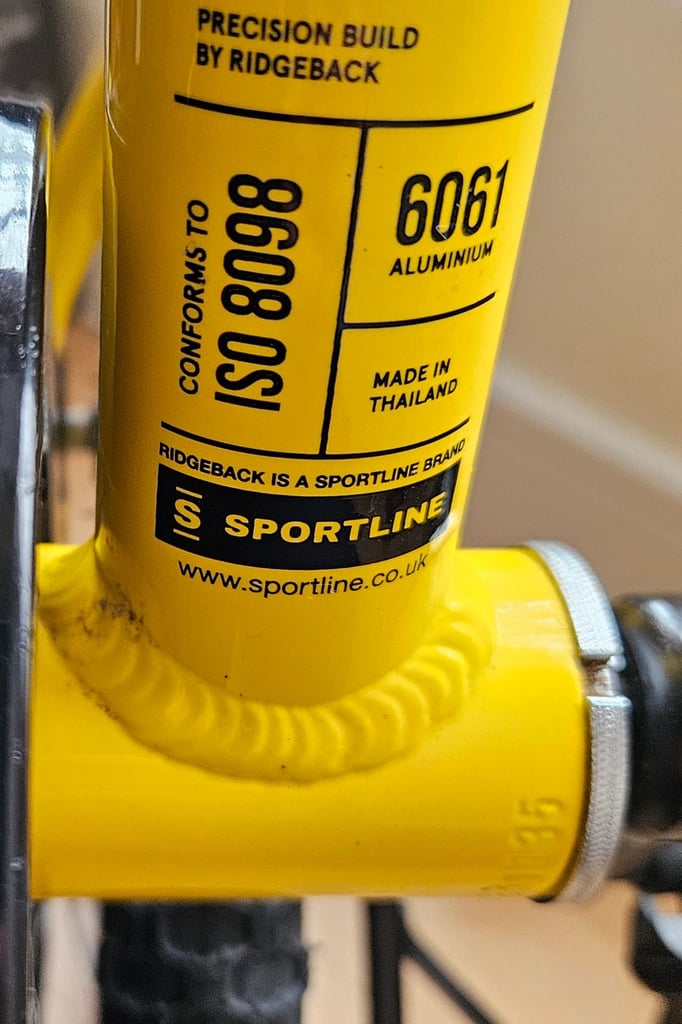 PRECISION BUILD
BY RIDGEBACK
CONFORMS TO
ISO 8098
6061
ALUMINIUM
MADE IN
THAILAND
RIDGEBACK IS A SPORTLINE BRAND
S SPORTLINE
www.sportline.co.uk